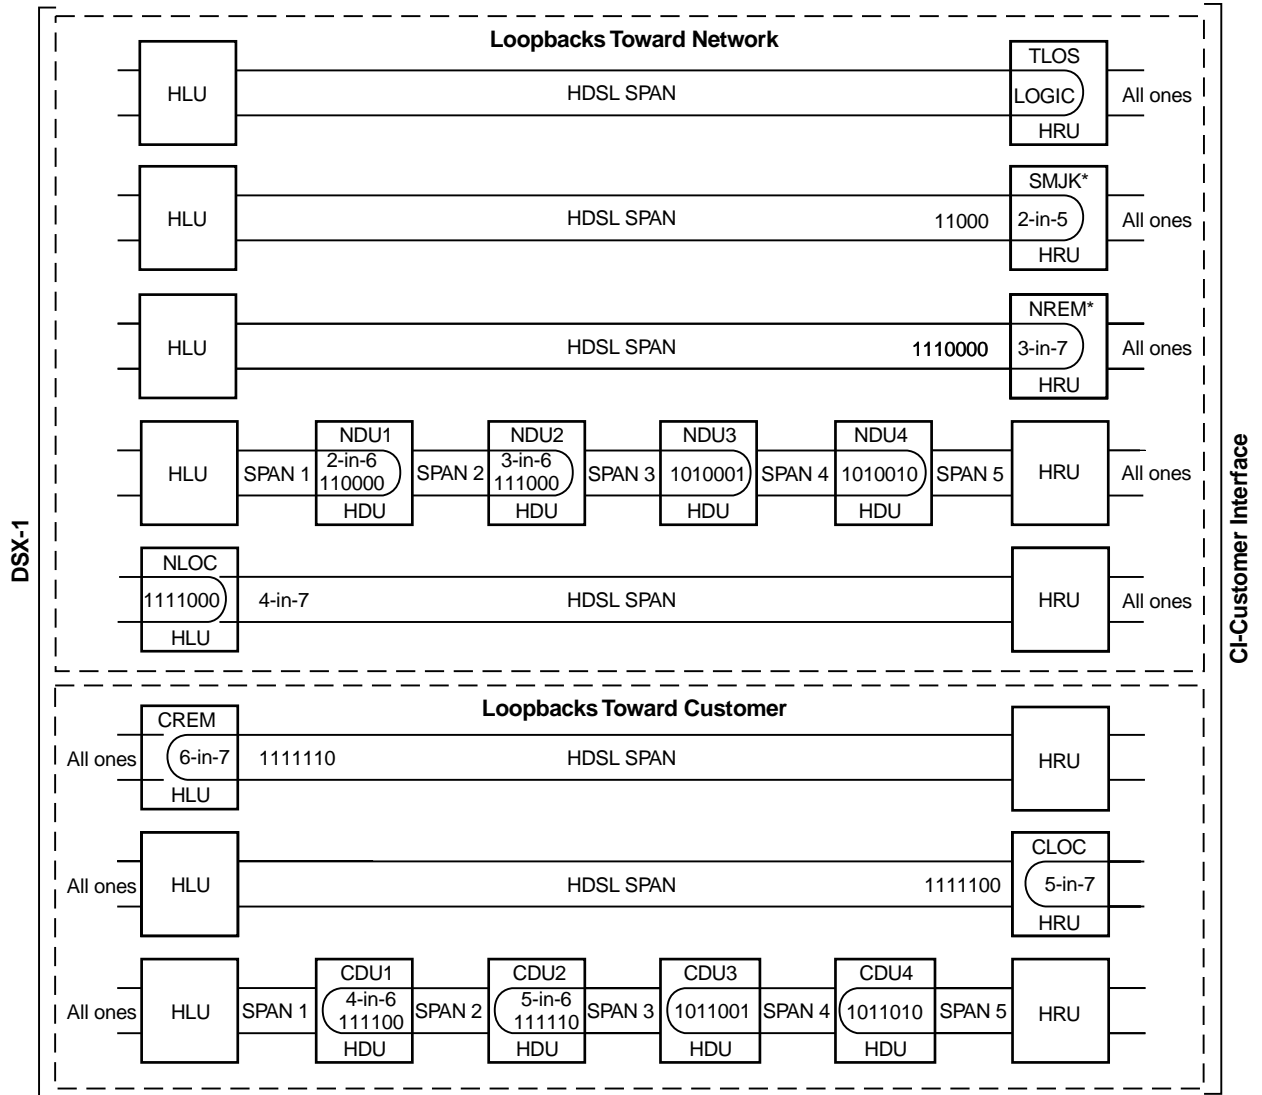 Loopbacks Toward Network
TLOS
HLU HDSL SPAN LOGIC All ones
HRU
SMJK*
HLU HDSL SPAN 11000 2-in-5 All ones
HRU
NREM*
HLU HDSL SPAN 1110000 3-in-7 All ones
HRU
NDU1 NDU2 NDU3 NDU4
2-in-6 3-in-6
HLU SPAN 1 110000 SPAN 2 111000 SPAN 3 1010001 SPAN 4 1010010 SPAN 5 HRU All ones
HDU HDU HDU HDU
NLOC
1111000 4-in-7 HDSL SPAN HRU All ones
HLU
DSX-1
CI-Customer Interface
Loopbacks Toward Customer
CREM
All ones 6-in-7 1111110 HDSL SPAN HRU
HLU
CLOC
All ones HLU HDSL SPAN 1111100 5-in-7
HRU
CDU1 CDU2 CDU3 CDU4
4-in-6 5-in-6
All ones HLU SPAN 1 111100 SPAN 2 111110 SPAN 3 1011001 SPAN 4 1011010 SPAN 5 HRU
HDU HDU HDU HDU